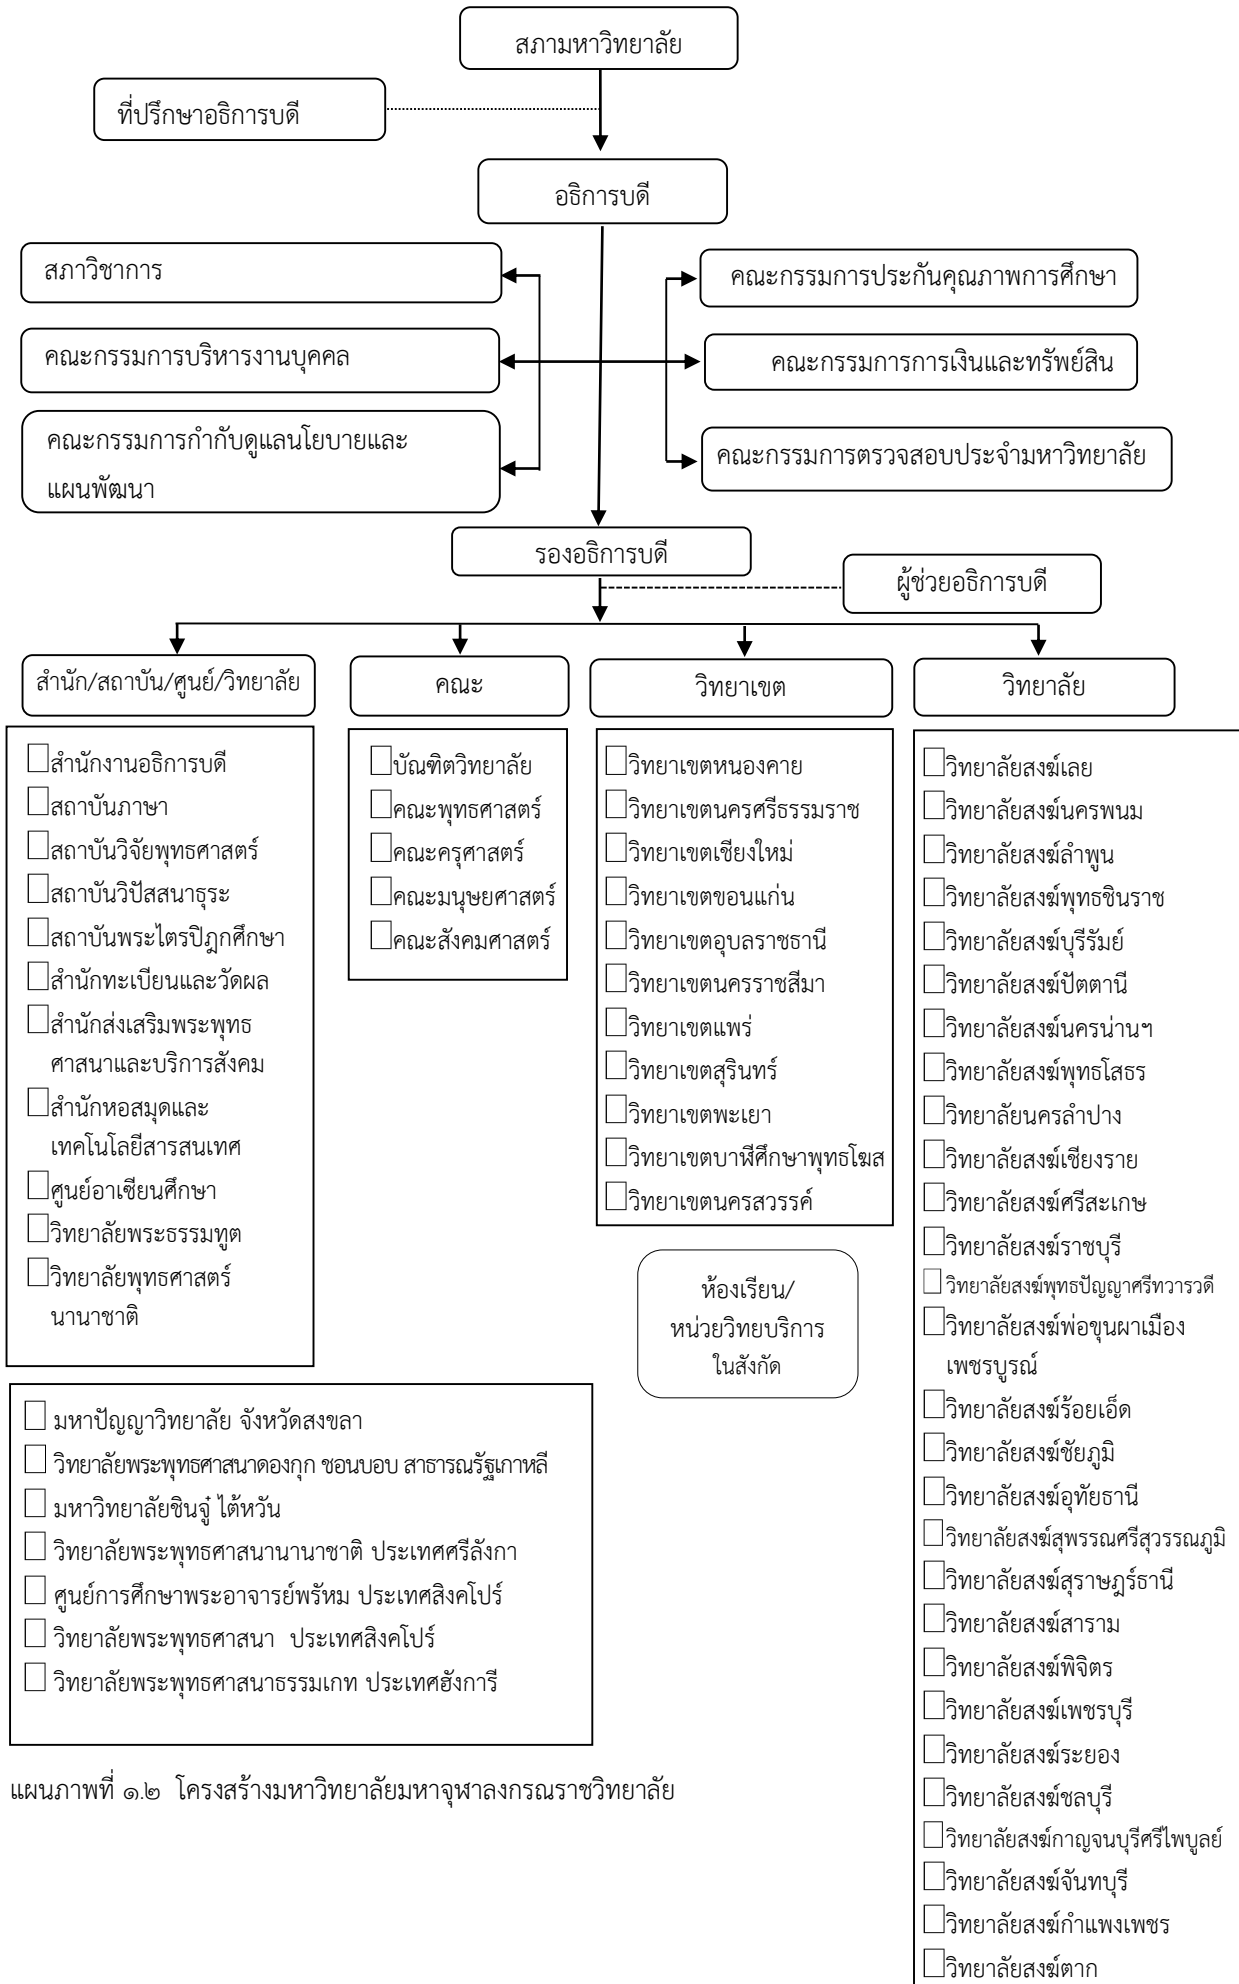 สภามหาวิทยาลัย
ที่ปรึกษาอธิการบดี
อธิการบดี
สภาวิชาการ
คณะกรรมการประกันคุณภาพการศึกษา
คณะกรรมการบริหารงานบุคคล
คณะกรรมการการเงินและทรัพย์สิน
คณะกรรมการกำกับดูแลนโยบายและ
แผนพัฒนา
คณะกรรมการตรวจสอบประจำมหาวิทยาลัย
รองอธิการบดี
ผู้ช่วยอธิการบดี
สำนัก/สถาบัน/ศูนย์/วิทยาลัย
สำนักงานอธิการบดี
สถาบันภาษา
สถาบันวิจัยพุทธศาสตร์
สถาบันวิปัสสนาธุระ
สถาบันพระไตรปิฎกศึกษา
สำนักทะเบียนและวัดผล
สำนักส่งเสริมพระพุทธ
ศาสนาและบริการสังคม
สำนักหอสมุดและ
เทคโนโลยีสารสนเทศ
ศูนย์อาเซียนศึกษา
วิทยาลัยพระธรรมทูต
วิทยาลัยพุทธศาสตร์
นานาชาติ
คณะ
บัณฑิตวิทยาลัย
คณะพุทธศาสตร์
คณะครุศาสตร์
คณะมนุษยศาสตร์
คณะสังคมศาสตร์
วิทยาเขต
วิทยาเขตหนองคาย
วิทยาเขตนครศรีธรรมราช
วิทยาเขตเชียงใหม่
วิทยาเขตขอนแก่น
วิทยาเขตอุบลราชธานี
วิทยาเขตนครราชสีมา
วิทยาเขตแพร่
วิทยาเขตสุรินทร์
วิทยาเขตพะเยา
วิทยาเขตบาฬีศึกษาพุทธโฆส
วิทยาเขตนครสวรรค์
ห้องเรียน/
หน่วยวิทยบริการ
ในสังกัด
วิทยาลัย
วิทยาลัยสงฆ์เลย
วิทยาลัยสงฆ์นครพนม
วิทยาลัยสงฆ์ลำพูน
วิทยาลัยสงฆ์พุทธชินราช
วิทยาลัยสงฆ์บุรีรัมย์
วิทยาลัยสงฆ์ปัตตานี
วิทยาลัยสงฆ์นครน่านฯ
วิทยาลัยสงฆ์พุทธโสธร
วิทยาลัยนครลำปาง
วิทยาลัยสงฆ์เชียงราย
วิทยาลัยสงฆ์ศรีสะเกษ
วิทยาลัยสงฆ์ราชบุรี
วิทยาลัยสงฆ์พุทธปัญญาศรีทวารวดี
วิทยาลัยสงฆ์พ่อขุนผาเมือง
เพชรบูรณ์
วิทยาลัยสงฆ์ร้อยเอ็ด
วิทยาลัยสงฆ์ชัยภูมิ
วิทยาลัยสงฆ์อุทัยธานี
วิทยาลัยสงฆ์สุพรรณศรีสุวรรณภูมิ
วิทยาลัยสงฆ์สุราษฎร์ธานี
วิทยาลัยสงฆ์สาราม
วิทยาลัยสงฆ์พิจิตร
วิทยาลัยสงฆ์เพชรบุรี
วิทยาลัยสงฆ์ระยอง
วิทยาลัยสงฆ์ชลบุรี
วิทยาลัยสงฆ์กาญจนบุรีศรีไพบูลย์
วิทยาลัยสงฆ์จันทบุรี
วิทยาลัยสงฆ์กำแพงเพชร
วิทยาลัยสงฆ์ตาก
มหาปัญญาวิทยาลัย จังหวัดสงขลา
วิทยาลัยพระพุทธศาสนาดองกุก ชอนบอบ สาธารณรัฐเกาหลี
มหาวิทยาลัยชินจู๋ ไต้หวัน
วิทยาลัยพระพุทธศาสนานานาชาติ ประเทศศรีลังกา
ศูนย์การศึกษาพระอาจารย์พรัหม ประเทศสิงคโปร์
วิทยาลัยพระพุทธศาสนา ประเทศสิงคโปร์
วิทยาลัยพระพุทธศาสนาธรรมเกท ประเทศฮังการี
แผนภาพที่ ๑.๒ โครงสร้างมหาวิทยาลัยมหาจุฬาลงกรณราชวิทยาลัย